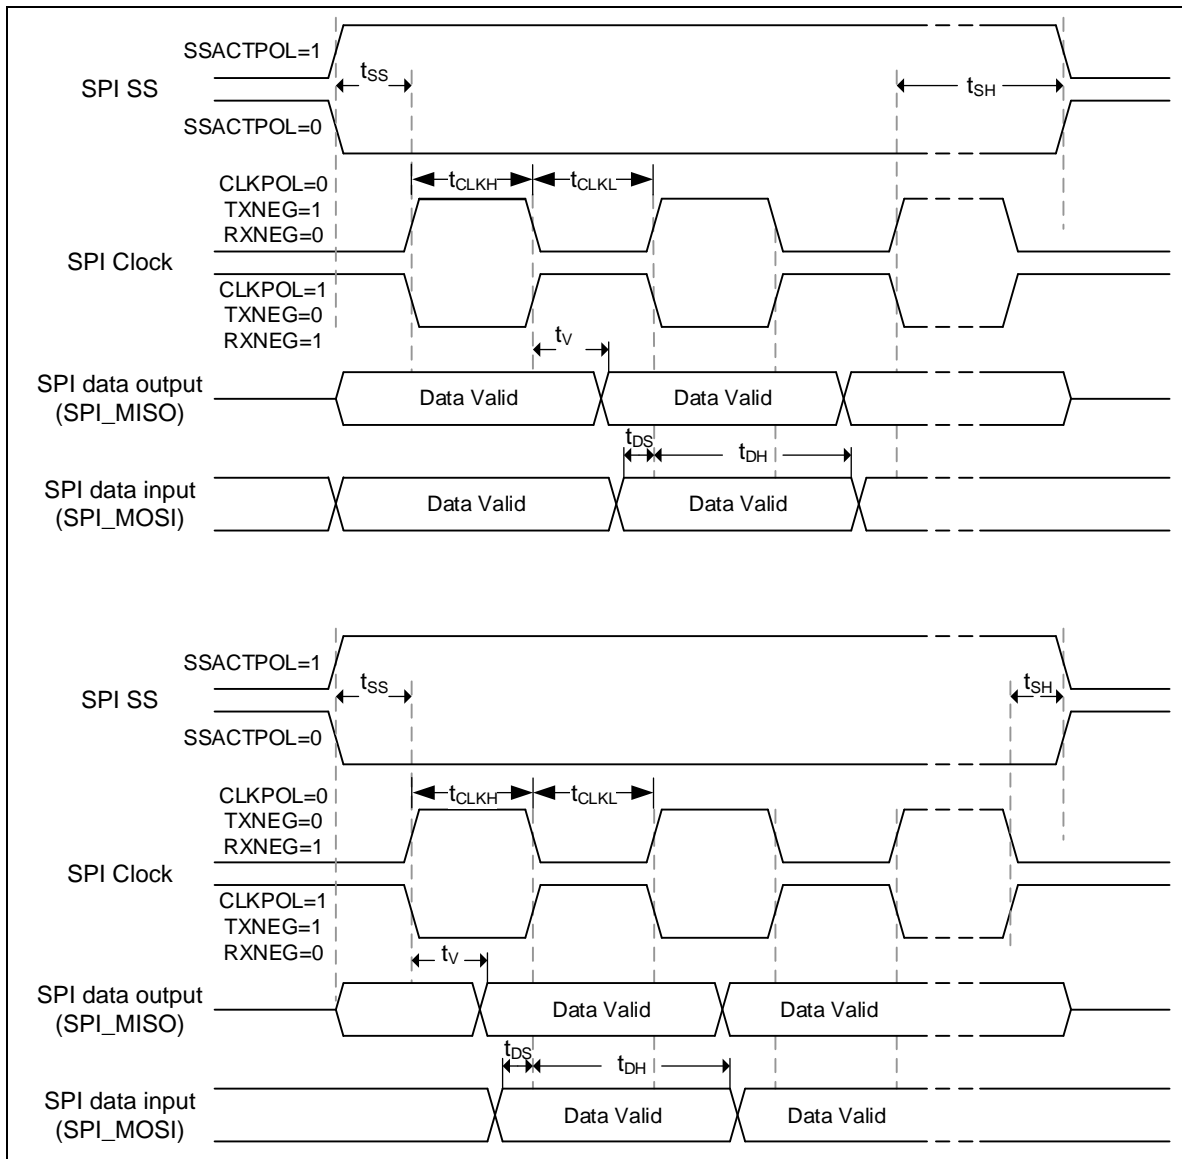 SSACTPOL=1
SPI SS
tSS
tSH
SSACTPOL=0
CLKPOL=0
TXNEG=1
RXNEG=0
tCLKH
tCLKL
SPI Clock
CLKPOL=1
TXNEG=0
RXNEG=1
tV
SPI data output
(SPI_MISO)
Data Valid
Data Valid
tDS
tDH
SPI data input
(SPI_MOSI)
Data Valid
Data Valid
SSACTPOL=1
SPI SS
tSS
tSH
SSACTPOL=0
CLKPOL=0
TXNEG=0
RXNEG=1
tCLKH
tCLKL
SPI Clock
CLKPOL=1
TXNEG=1
RXNEG=0
tV
SPI data output
(SPI_MISO)
Data Valid
Data Valid
tDS
tDH
SPI data input
(SPI_MOSI)
Data Valid
Data Valid